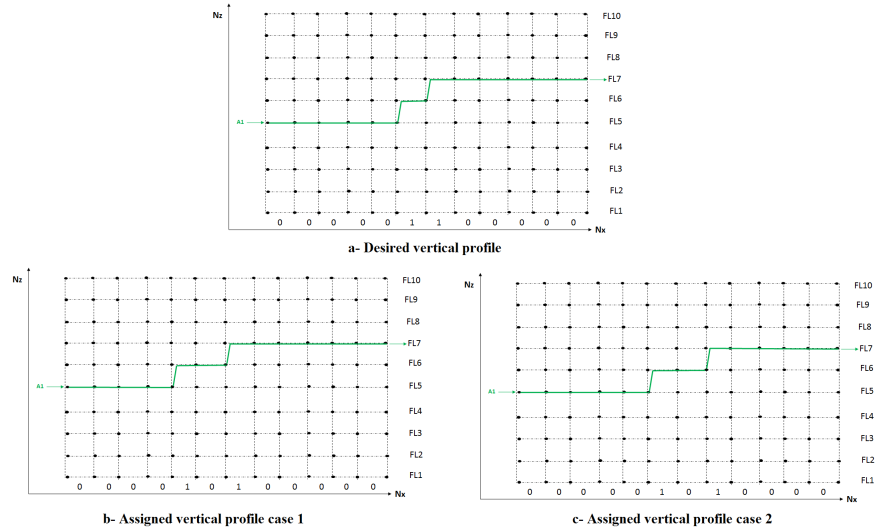 Nz
FL10
FL9
FL8
FL7
FL6
A1
FL5
FL4
FL3
FL2
FL1
0 0 0 0 0 1 1 0 0 0 0 0
Nx
a- Desired vertical profile
Nz
FL10
FL9
FL8
FL7
FL6
A1
FL5
FL4
FL3
FL2
FL1
0 0 0 0 1 0 1 0 0 0 0 0
Nx
b- Assigned vertical profile case 1
Nz
FL10
FL9
FL8
FL7
FL6
A1
FL5
FL4
FL3
FL2
FL1
0 0 0 0 0 1 0 1 0 0 0 0
Nx
c- Assigned vertical profile case 2